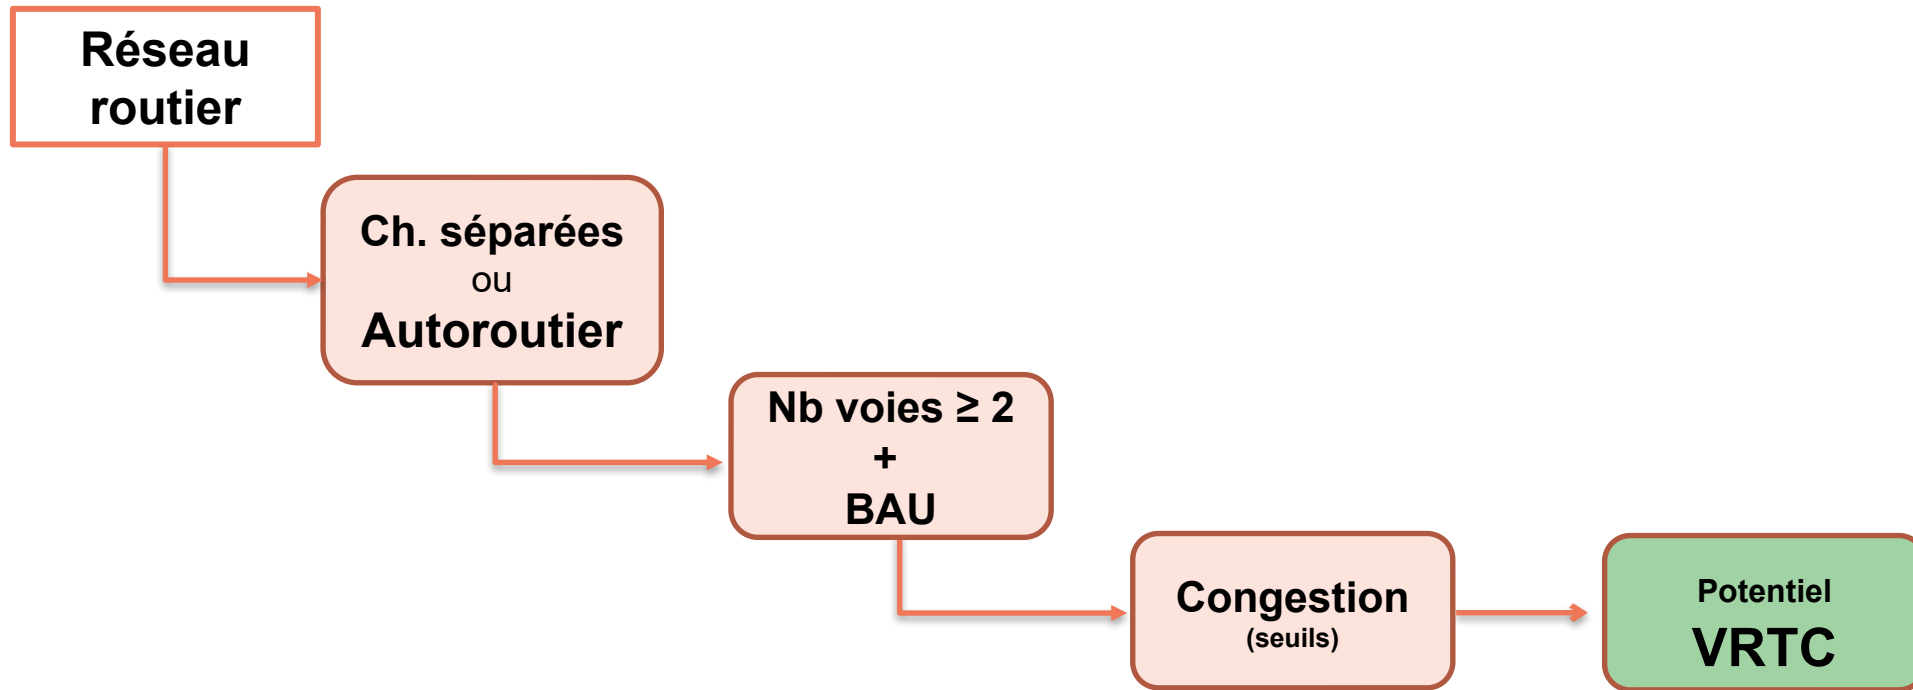 Réseau
routier
Ch. séparées
ou
Autoroutier
Nb voies ≥ 2
+
BAU
Congestion
(seuils)
Potentiel
VRTC